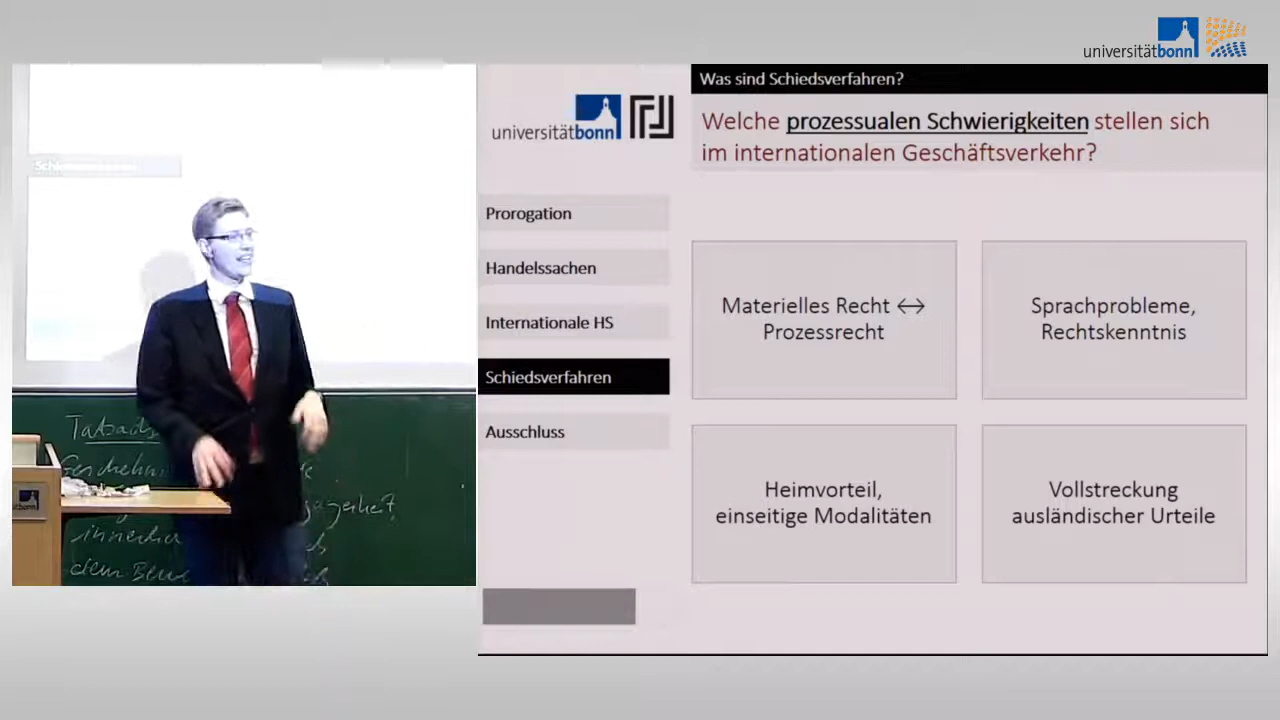 universitätbonn
Was sind Schiedsverfahren?
universitätbonn
Welche prozessualen Schwierigkeiten stellen sich
im internationalen Geschäftsverkehr?
Prorogation
Handelssachen
Internationale HS
Schiedsverfahren
Ausschluss
Materielles Recht ↔
Prozessrecht
Sprachprobleme,
Rechtskenntnis
Heimvorteil,
einseitige Modalitäten
Vollstreckung
ausländischer Urteile